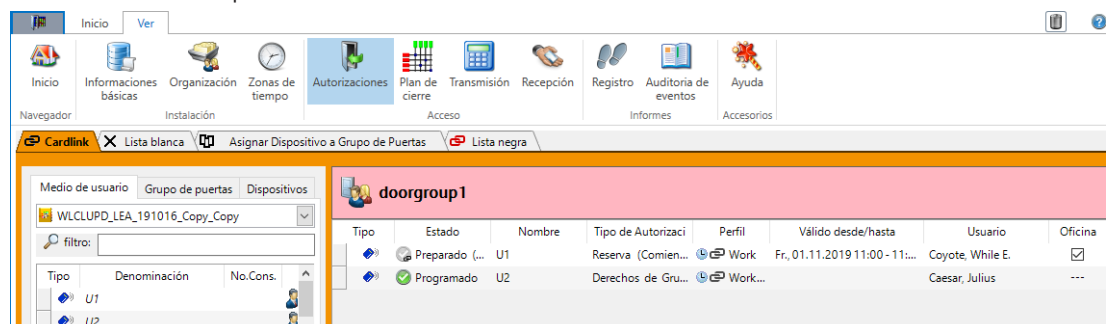 Inicio Ver
Inicio Informaciones básicas Organización Zonas de tiempo Autorizaciones Plan de cierre Transmisión Recepción Registro Auditoria de eventos Ayuda
Navegador Instalación Acceso Informes Accesorios
Cardlink Lista blanca Asignar Dispositivo a Grupo de Puertas Lista negra
Medio de usuario Grupo de puertas Dispositivos
WLCLUPD_LEA_191016_Copy_Copy
filtro:
Tipo Denominación No.Cons.
U1
U2
doorgroup1
Tipo Estado Nombre Tipo de Autorizaci Perfil Válido desde/hasta Usuario Oficina
Preparado (... U1 Reserva (Comien... Work Fr., 01.11.2019 11:00 - 11:... Coyote, While E.
Programado U2 Derechos de Gru... Work... Caesar, Julius ---